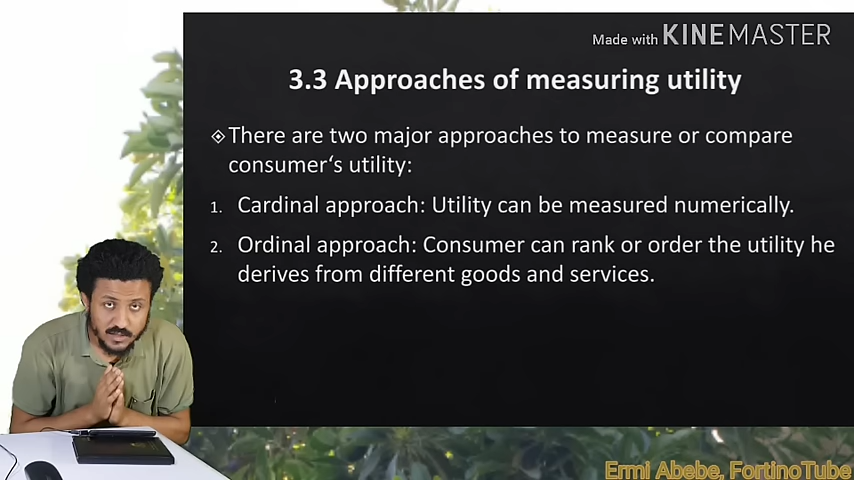 Made with KINEMASTER
3.3 Approaches of measuring utility
There are two major approaches to measure or compare
consumer‘s utility:
1. Cardinal approach: Utility can be measured numerically.
2. Ordinal approach: Consumer can rank or order the utility he
derives from different goods and services.
Ermi Abebe, FortinoTube